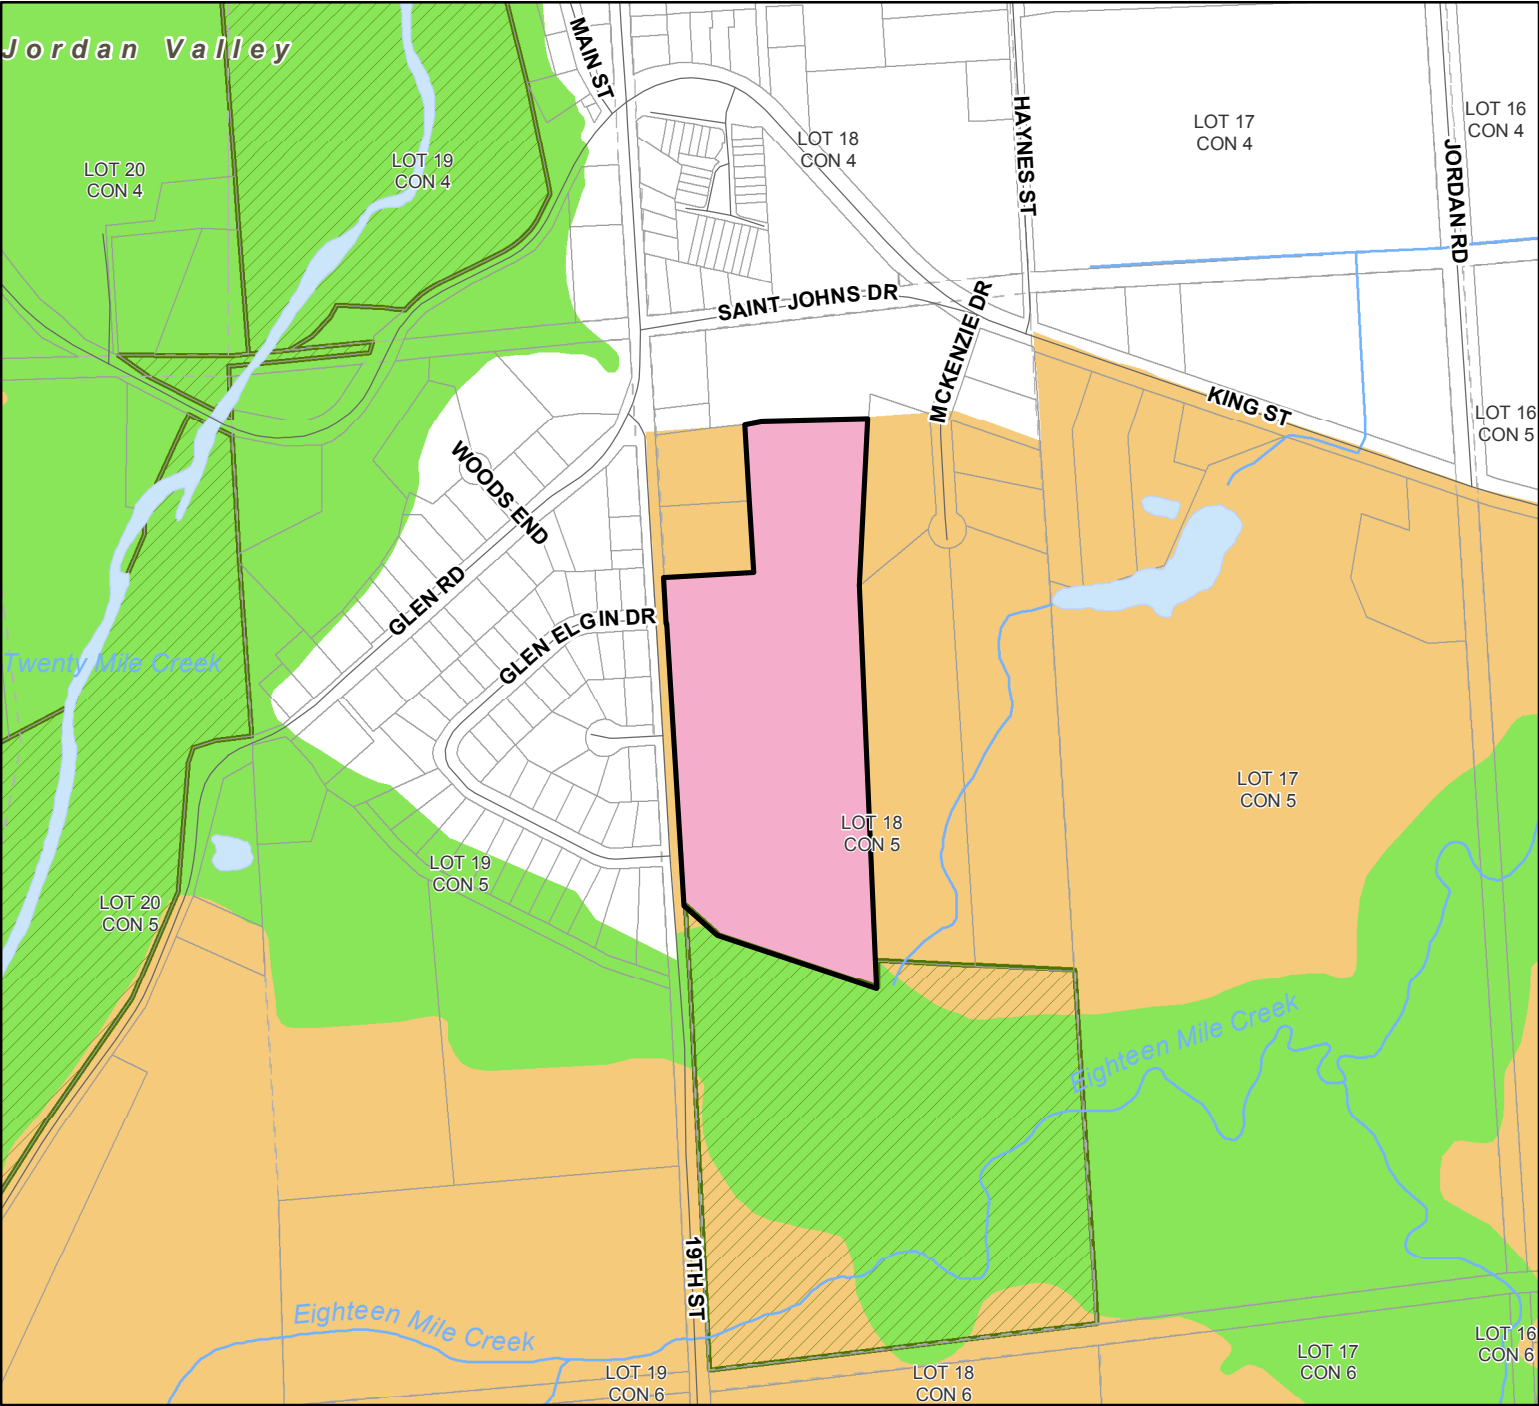 Jordan Valley
MAIN ST
LOT 16
CON 4
LOT 17
CON 4
HAYNES ST
LOT 18
CON 4
JORDAN RD
LOT 19
CON 4
LOT 20
CON 4
SAINT JOHNS DR
MCKENZIE DR
KING ST
LOT 16
CON 5
WOODS END
GLEN RD
GLEN ELGIN DR
Twenty Mile Creek
LOT 17
CON 5
LOT 18
CON 5
LOT 19
CON 5
LOT 20
CON 5
Eighteen Mile Creek
19TH ST
Eighteen Mile Creek
LOT 16
CON 6
LOT 17
CON 6
LOT 19
CON 6
LOT 18
CON 6